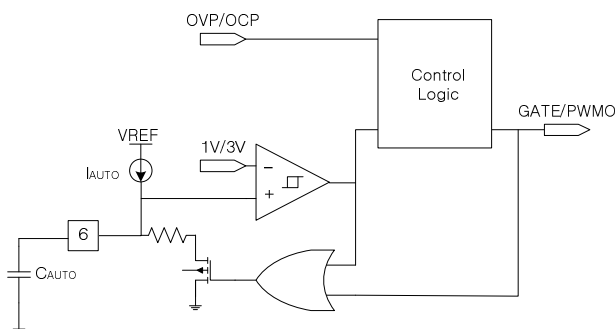 OVP/OCP
Control
Logic
GATE/PWMO
VREF
1V/3V
IAUTO
6
CAUTO